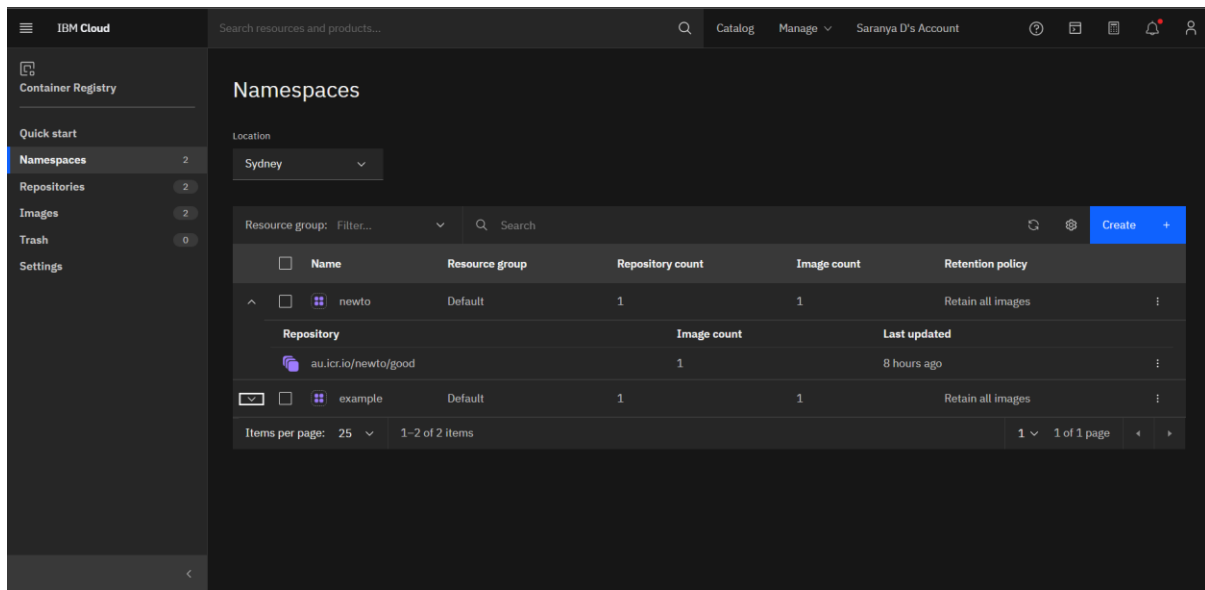 IBM Cloud
Search resources and products...
Catalog
Manage
Saranya D's Account
Container Registry
Quick start
Namespaces 2
Repositories 2
Images 2
Trash 0
Settings
Namespaces
Location
Sydney
Resource group: Filter...
Search
Create +
Name Resource group Repository count Image count Retention policy
newto Default 1 1 Retain all images
Repository Image count Last updated
au.icr.io/newto/good 1 8 hours ago
example Default 1 1 Retain all images
Items per page: 25 1–2 of 2 items 1 1 of 1 page